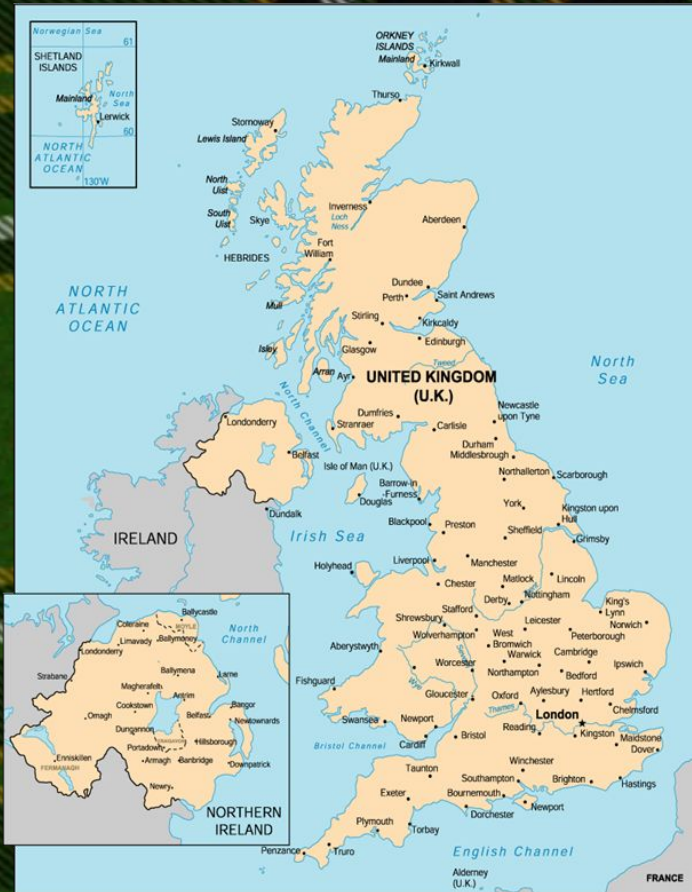 Norwegian Sea
61
SHETLAND
ISLANDS
Mainland
North
Sea
Lerwick
60
NORTH
ATLANTIC
OCEAN
130'W
ORKNEY
ISLANDS
Mainland
Kirkwall
Thurso
Stornoway
Lewis Island
North
Uist
South
Uist
Skye
Inverness
Loch
Ness
Aberdeen
HEBRIDES
Fort
William
NORTH
ATLANTIC
OCEAN
Mull
Dundee
Perth
Saint Andrews
Stirling
Kirkcaldy
Islay
Glasgow
Edinburgh
Tweed
North
Sea
Arran
Ayr
UNITED KINGDOM
(U.K.)
North Channel
Londonderry
Dumfries
Stranraer
Carlisle
Newcastle
upon Tyne
Belfast
Durham
Middlesbrough
Isle of Man (U.K.)
Northallerton
Scarborough
Barrow-in
-Furness
Douglas
Dundalk
York
Kingston upon
Hull
IRELAND
Irish Sea
Blackpool
Preston
Sheffield
Grimsby
Holyhead
Liverpool
Manchester
Chester
Matlock
Lincoln
Derby
Nottingham
King's
Lynn
Stafford
Shrewsbury
Leicester
Norwich
Wolverhampton
West
Bromwich
Peterborough
Aberystwyth
Severn
Warwick
Cambridge
Worcester
Northampton
Bedford
Ipswich
Fishguard
Wye
Gloucester
Oxford
Aylesbury
Hertford
Chelmsford
Swansea
Newport
Thames
London
Cardiff
Bristol
Reading
Kingston
Maidstone
Dover
Bristol Channel
Winchester
Taunton
Southampton
Brighton
Hastings
Exeter
Bournemouth
Newport
Dorchester
Plymouth
Torbay
Penzance
Truro
English Channel
Alderney
(U.K.)
FRANCE
Ballycastle
Coleraine
MOYLE
North
Channel
Limavady
Ballymoney
Londonderry
Strabane
Ballymena
Larne
Magherafelt
Antrim
Cookstown
Bangor
Omagh
Belfast
Newtownards
Dungannon
Hillsborough
Portadown
Enniskillen
Armagh
Banbridge
Downpatrick
FERMANAGH
Newry
NORTHERN
IRELAND